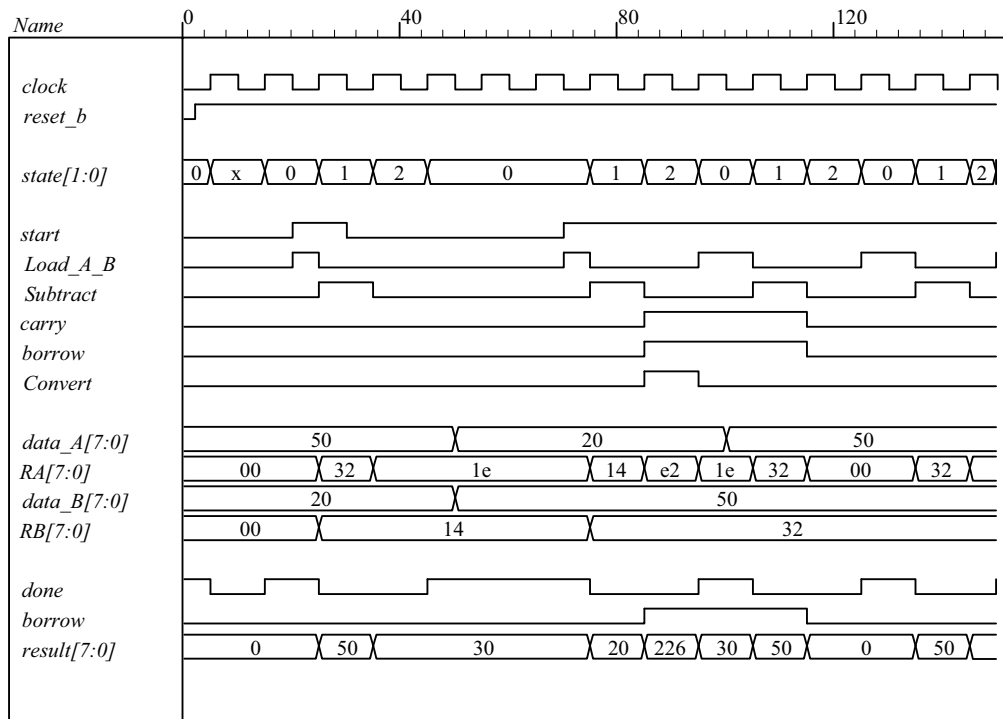 Name 0 40 80 120
clock
reset_b
state[1:0] 0 x 0 1 2 0 1 2 0 1 2 0 1 2
start
Load_A_B
Subtract
carry
borrow
Convert
data_A[7:0] 50 20 50
RA[7:0] 00 32 1e 14 e2 1e 32 00 32
data_B[7:0] 20 50
RB[7:0] 00 14 32
done
borrow
result[7:0] 0 50 30 20 226 30 50 0 50